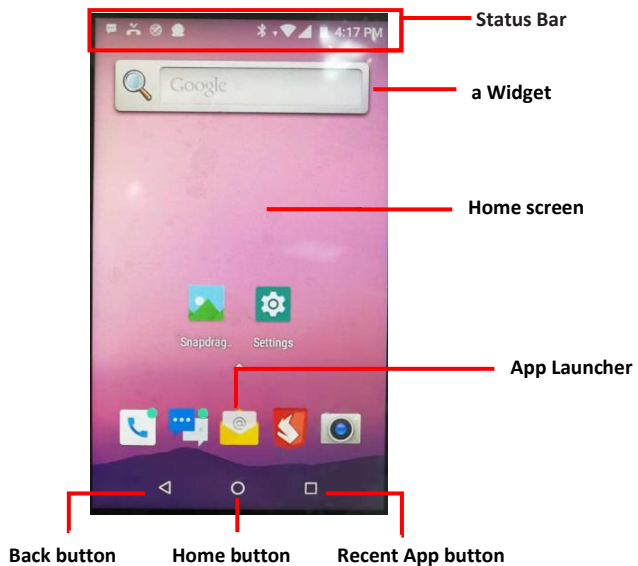 Status Bar
4:17 PM
Google
a Widget
Home screen
Snapdrag..
Settings
@
App Launcher
Back button
Home button
Recent App button